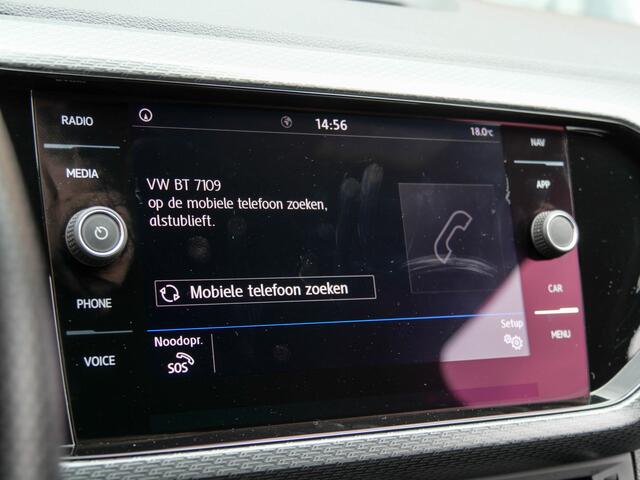 RADIO
MEDIA
PHONE
VOICE
14:56
18.0°C
VW BT 7109
op de mobiele telefoon zoeken,
alstublieft.
Mobiele telefoon zoeken
Noodopr.
SOS
Setup
NAV
APP
CAR
MENU